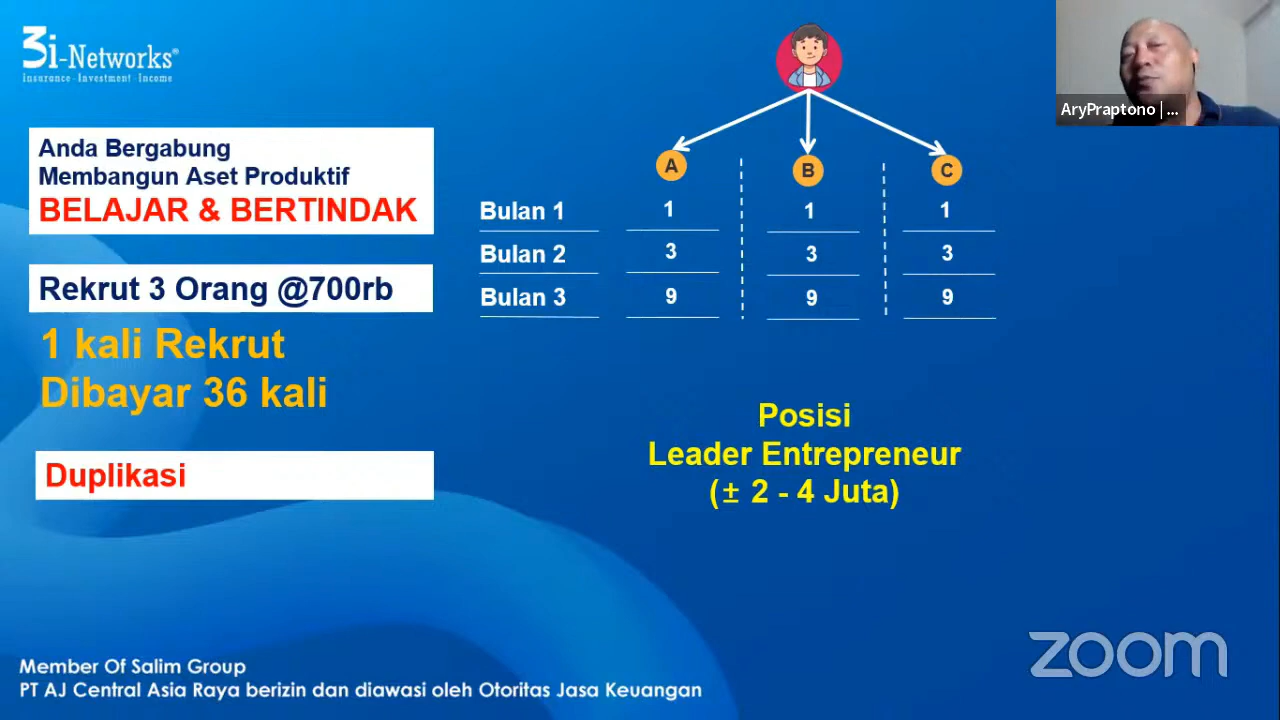 3i-Networks®
Insurance - Investment - Income
Anda Bergabung
Membangun Aset Produktif
BELAJAR & BERTINDAK
Rekrut 3 Orang @700rb
1 kali Rekrut
Dibayar 36 kali
Duplikasi
A B C
Bulan 1 1 1 1
Bulan 2 3 3 3
Bulan 3 9 9 9
Posisi
Leader Entrepreneur
(± 2 - 4 Juta)
AryPraptono | ...
zoom
Member Of Salim Group
PT AJ Central Asia Raya berizin dan diawasi oleh Otoritas Jasa Keuangan